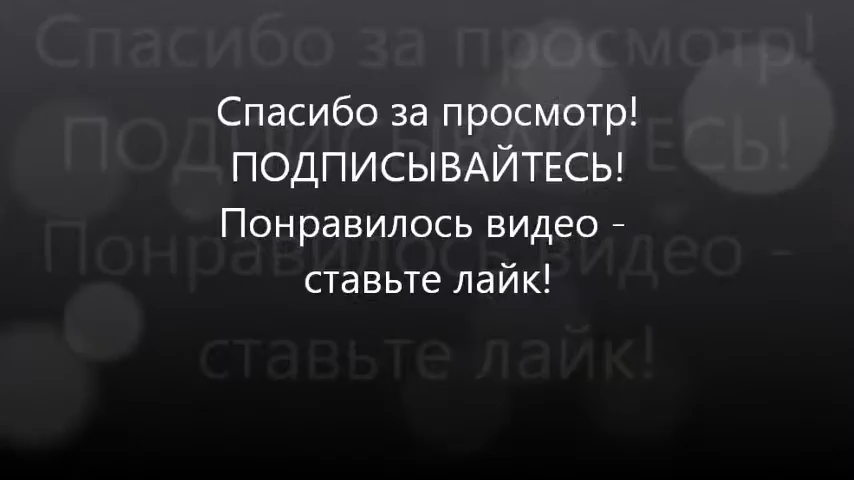 Спасибо за просмотр!
ПОДПИСЫВАЙТЕСЬ!
Понравилось видео -
ставьте лайк!